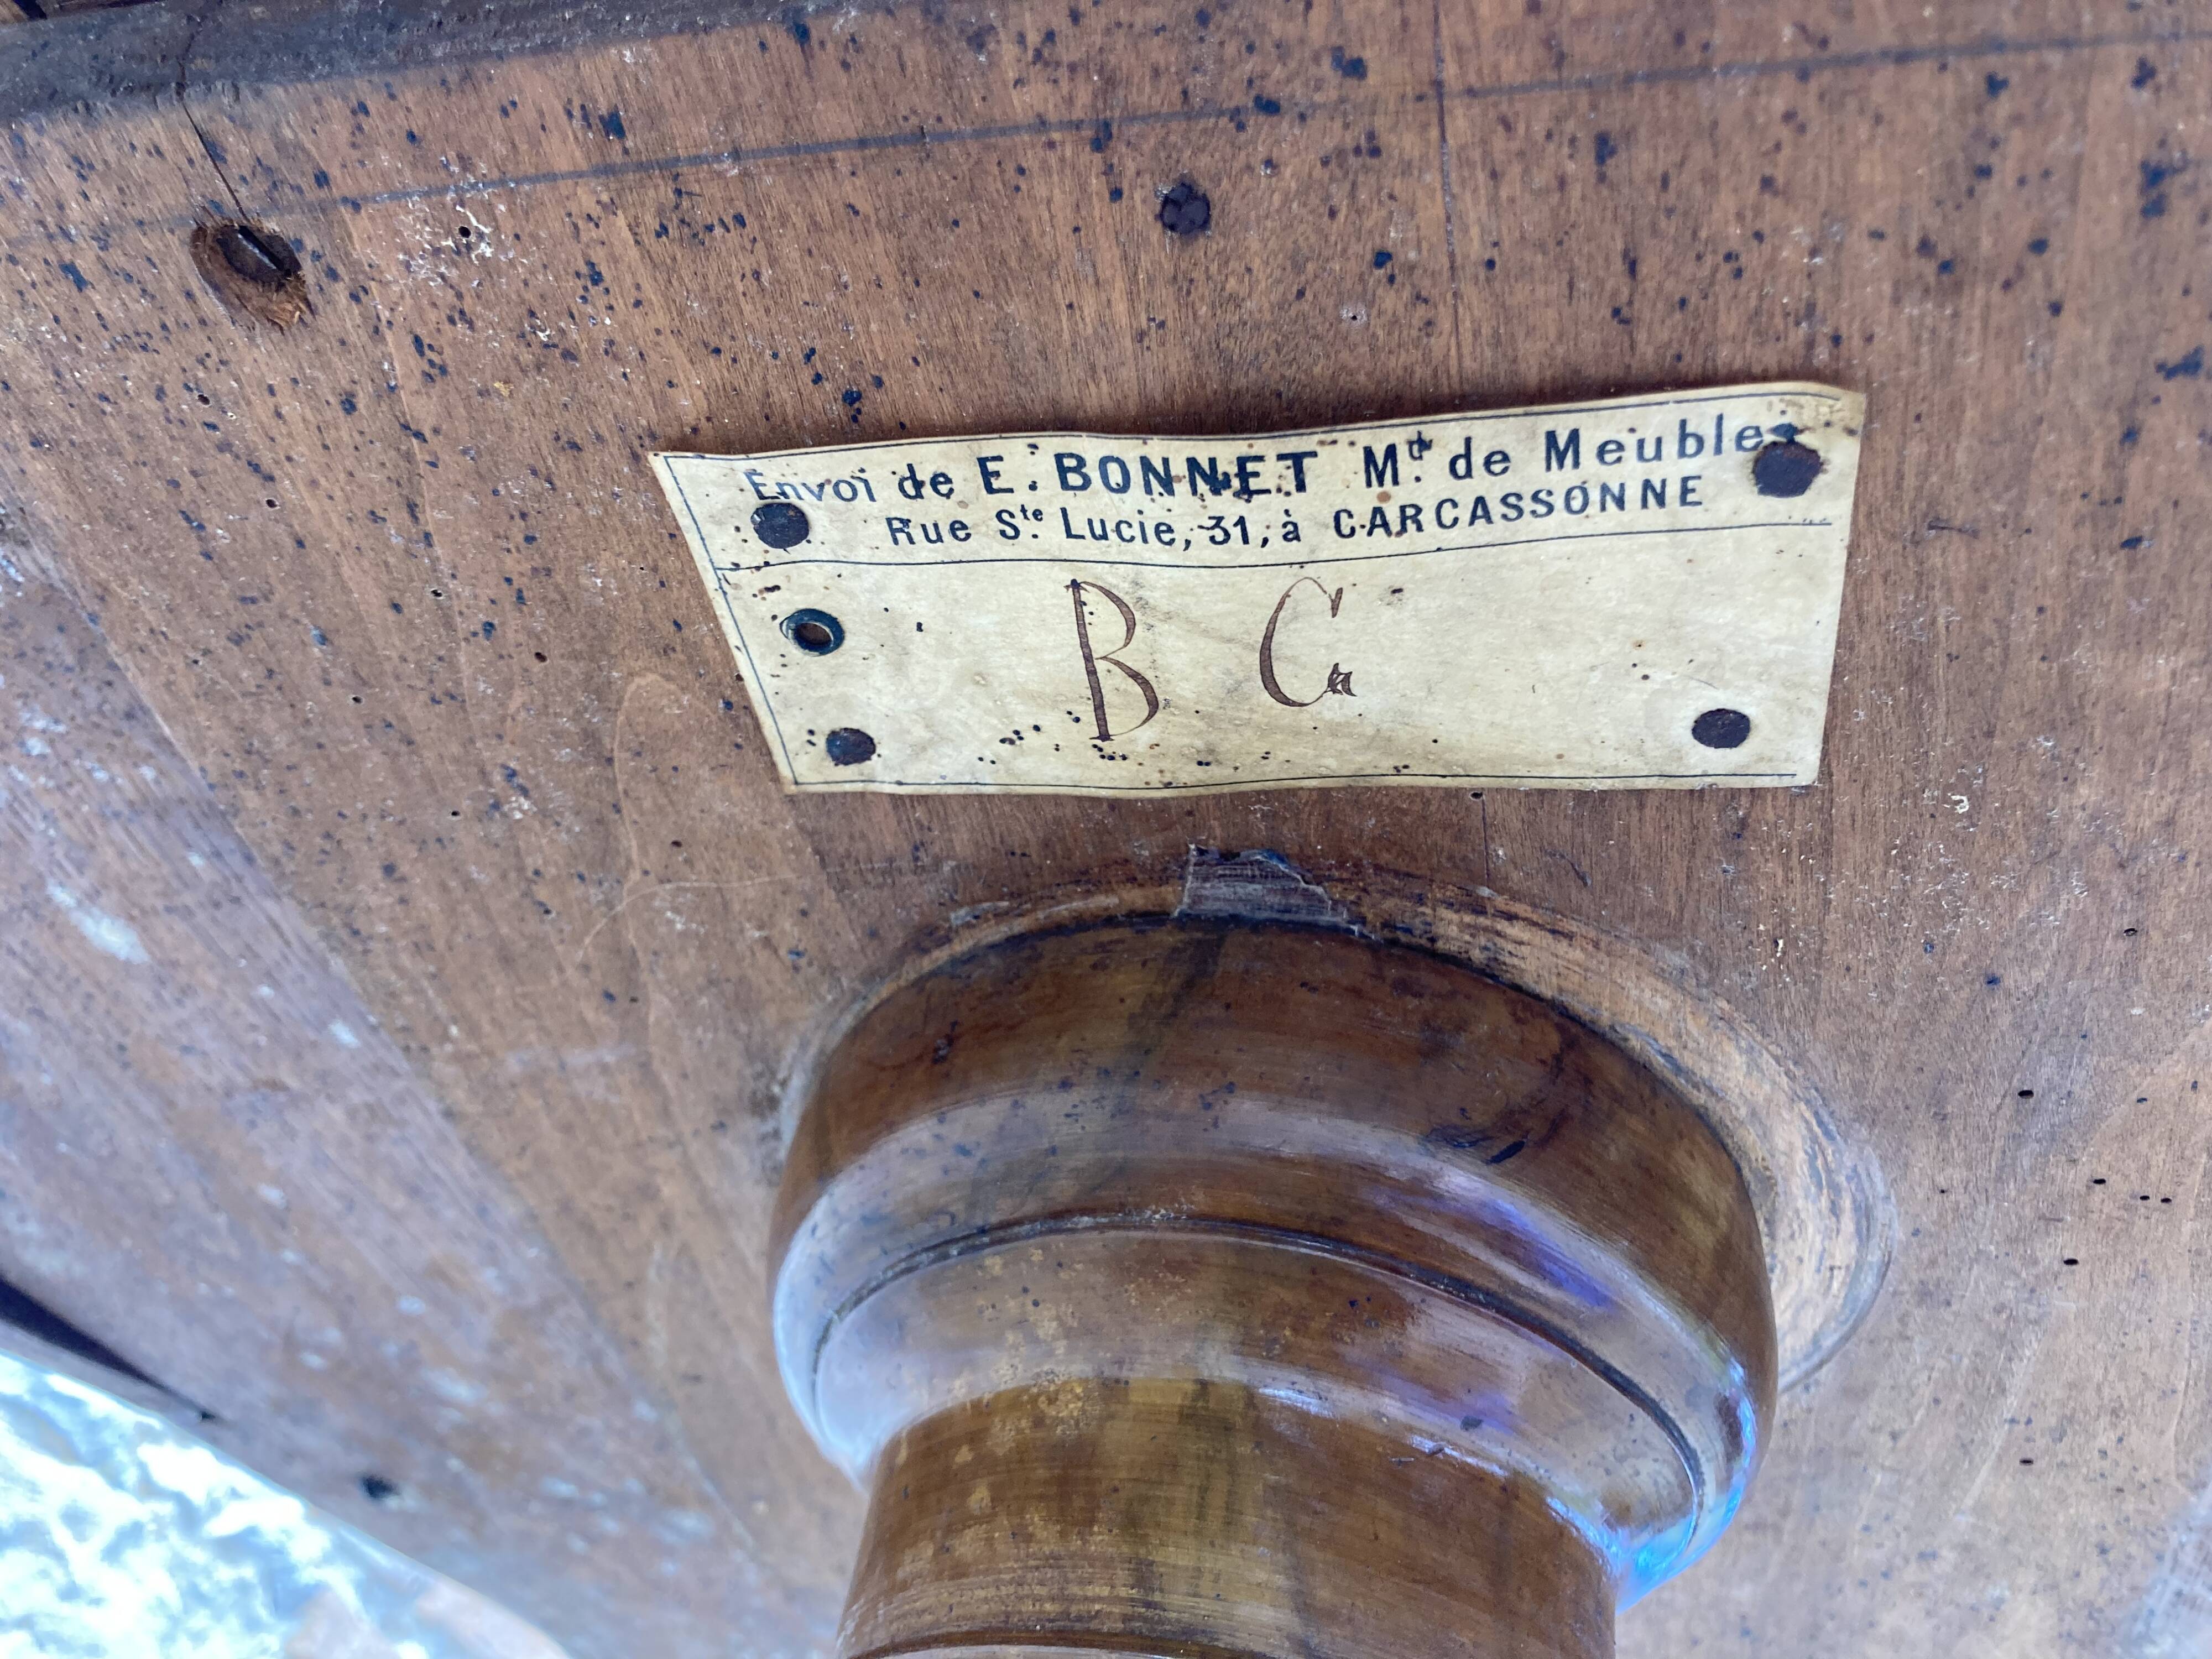 Envoi de E. BONNET Md. de Meubles
Rue Ste. Lucie, 31, à CARCASSONNE
B C